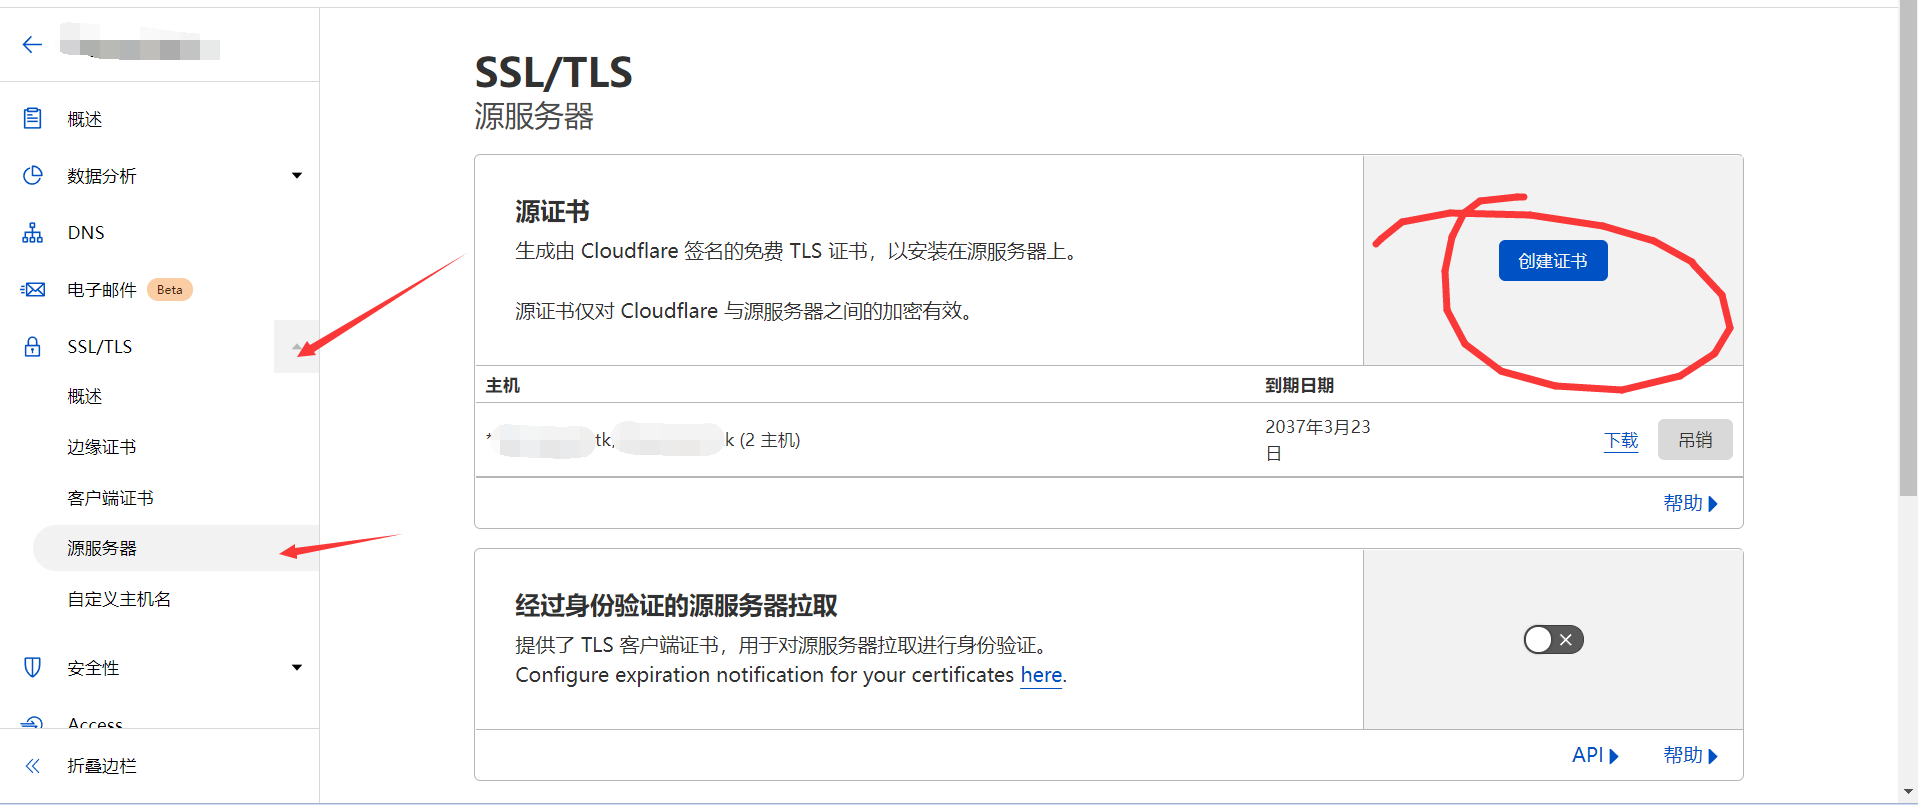 概述
数据分析
DNS
电子邮件 Beta
SSL/TLS
概述
边缘证书
客户端证书
源服务器
自定义主机名
安全性
Access
折叠边栏
SSL/TLS
源服务器
源证书
生成由 Cloudflare 签名的免费 TLS 证书，以安装在源服务器上。
源证书仅对 Cloudflare 与源服务器之间的加密有效。
创建证书
主机 到期日期
* tk, k (2 主机) 2037年3月23
日
下载 吊销
帮助
经过身份验证的源服务器拉取
提供了 TLS 客户端证书，用于对源服务器拉取进行身份验证。
Configure expiration notification for your certificates here.
API 帮助